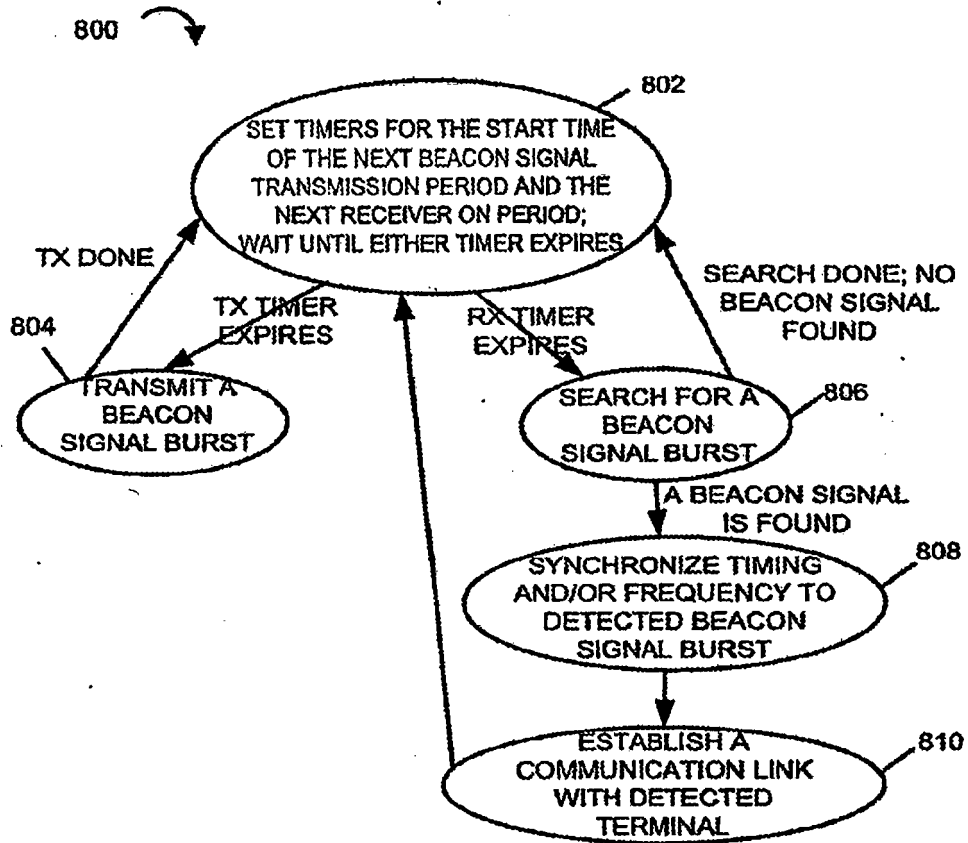 800
802
SET TIMERS FOR THE START TIME
OF THE NEXT BEACON SIGNAL
TRANSMISSION PERIOD AND THE
NEXT RECEIVER ON PERIOD;
WAIT UNTIL EITHER TIMER EXPIRES
TX DONE
SEARCH DONE; NO
BEACON SIGNAL
FOUND
TX TIMER
EXPIRES
RX TIMER
EXPIRES
804
TRANSMIT A
BEACON
SIGNAL BURST
806
SEARCH FOR A
BEACON
SIGNAL BURST
A BEACON SIGNAL
IS FOUND
808
SYNCHRONIZE TIMING
AND/OR FREQUENCY TO
DETECTED BEACON
SIGNAL BURST
810
ESTABLISH A
COMMUNICATION LINK
WITH DETECTED
TERMINAL